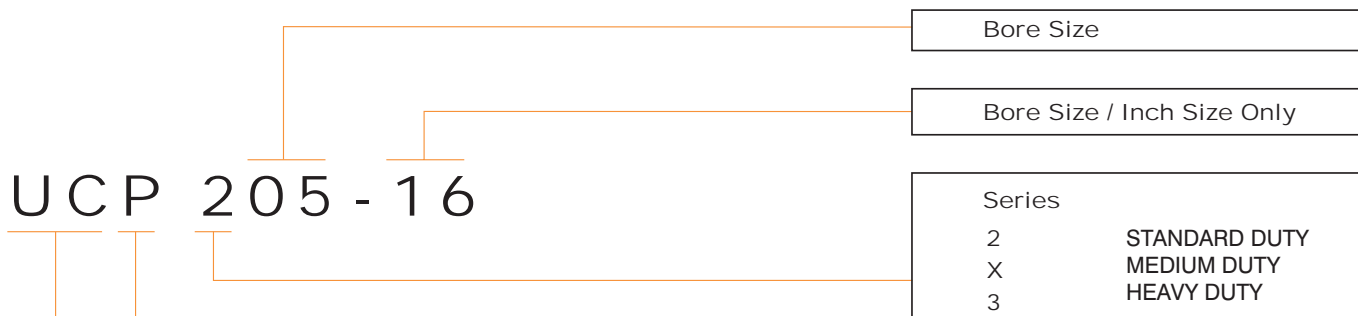 Bore Size
Bore Size / Inch Size Only
UCP 205-16
Series
2 STANDARD DUTY
X MEDIUM DUTY
3 HEAVY DUTY